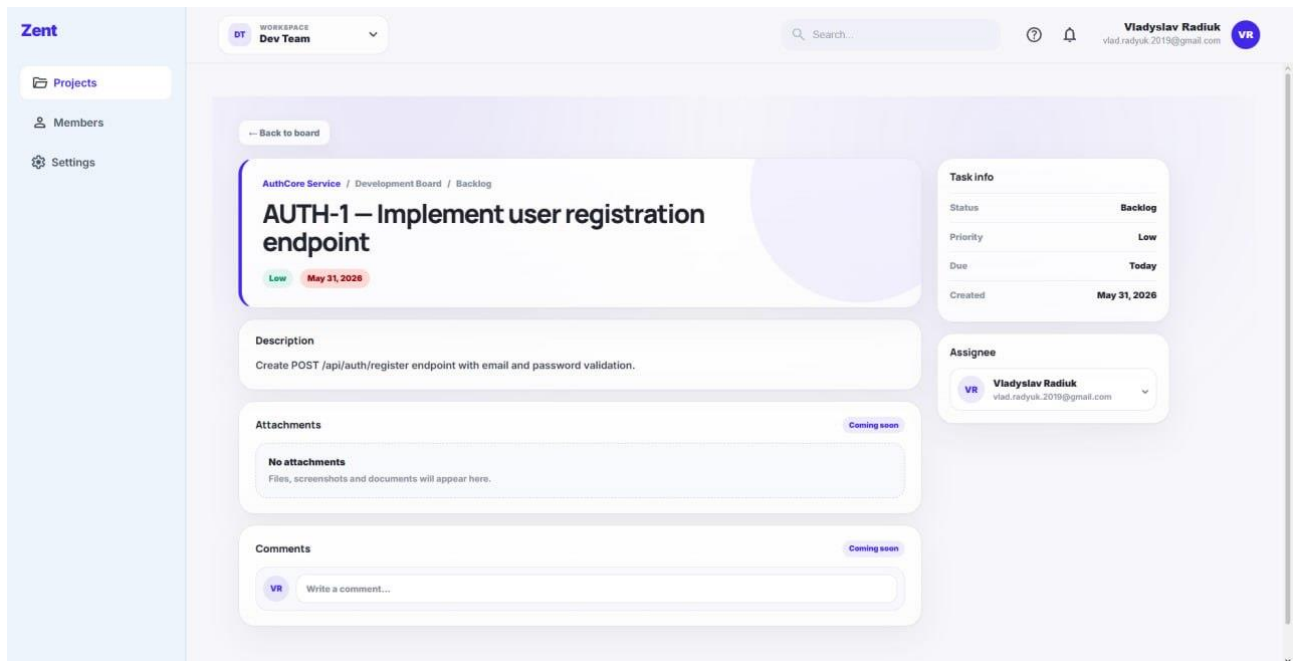 Zent
DT
WORKSPACE
Dev Team
Search...
Vladyslav Radiuk
vlad.radyuk.2019@gmail.com
VR
Projects
Members
Settings
← Back to board
AuthCore Service / Development Board / Backlog
AUTH-1 — Implement user registration
endpoint
Low
May 31, 2026
Description
Create POST /api/auth/register endpoint with email and password validation.
Attachments
Coming soon
No attachments
Files, screenshots and documents will appear here.
Comments
Coming soon
VR
Write a comment...
Task info
Status Backlog
Priority Low
Due Today
Created May 31, 2026
Assignee
VR
Vladyslav Radiuk
vlad.radyuk.2019@gmail.com